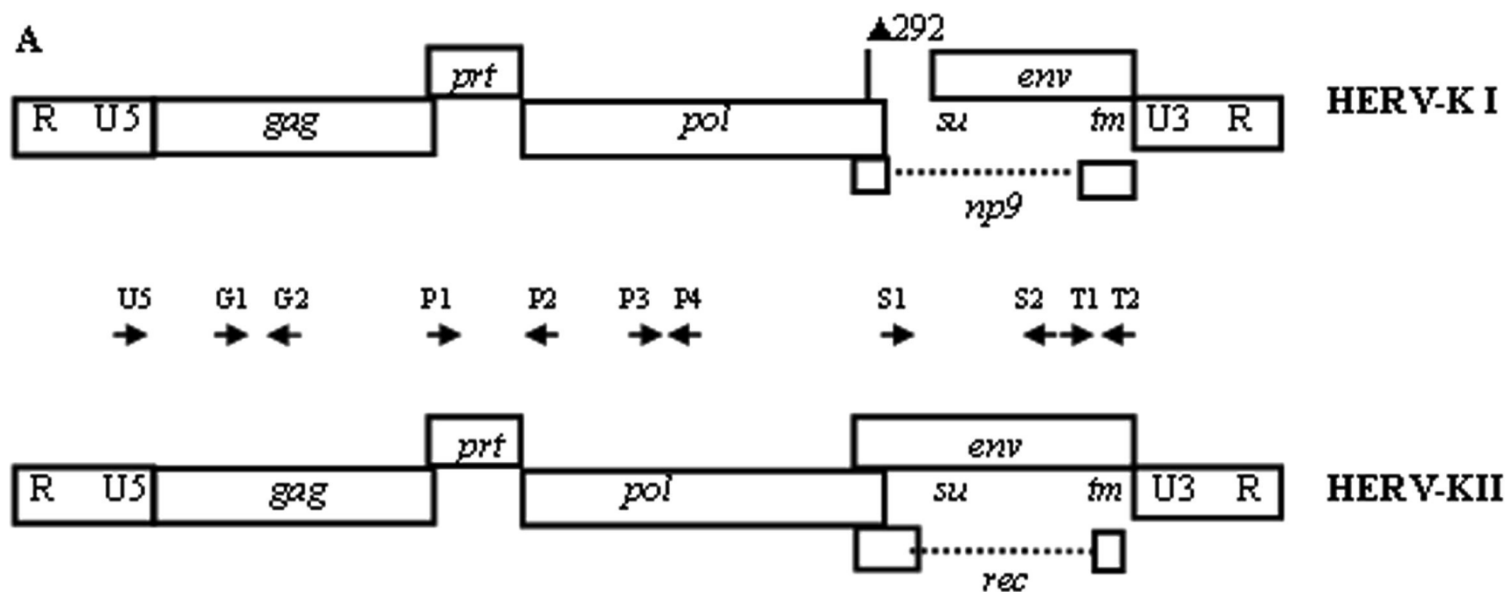 A
▲292
prt env
R U5 gag pol su tm U3 R HERV-K I
np9
U5 G1 G2 P1 P2 P3 P4 S1 S2 T1 T2
prt env
R U5 gag pol su tm U3 R HERV-KII
rec